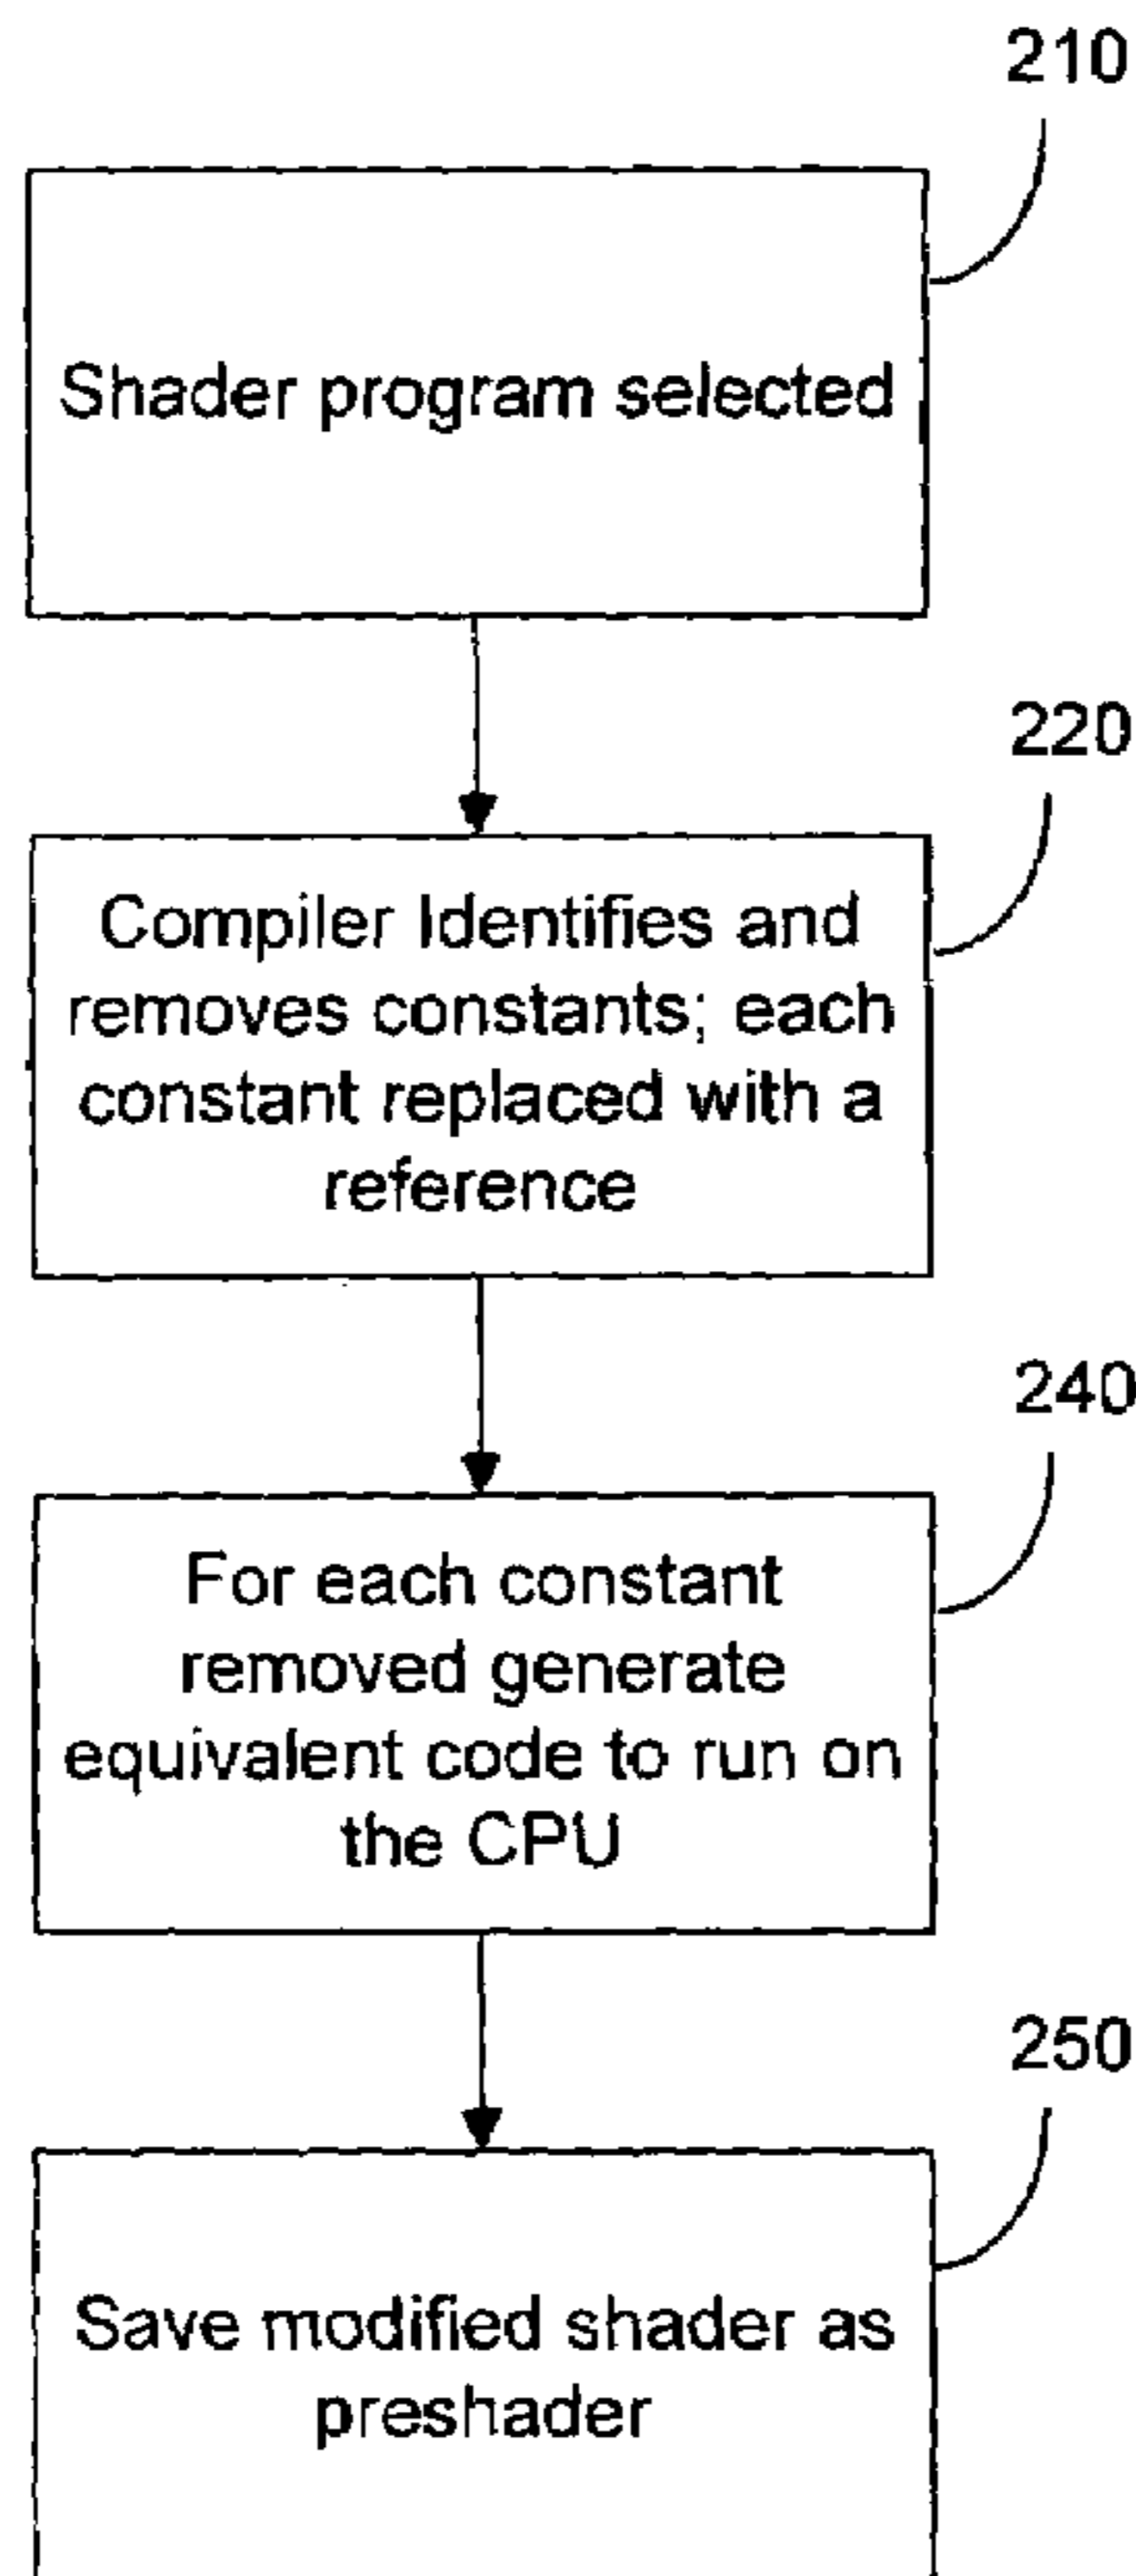 210
Shader program selected
220
Compiler Identifies and
removes constants; each
constant replaced with a
reference
240
For each constant
removed generate
equivalent code to run on
the CPU
250
Save modified shader as
preshader